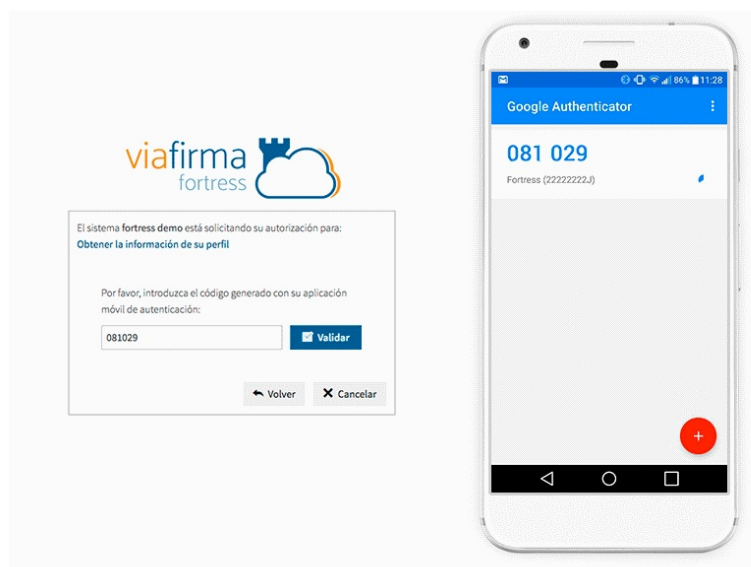 viafirma
fortress
El sistema fortress demo está solicitando su autorización para:
Obtener la información de su perfil
Por favor, introduzca el código generado con su aplicación
móvil de autenticación:
081029
Validar
Volver
Cancelar
86% 11:28
Google Authenticator
081 029
Fortress (22222222J)